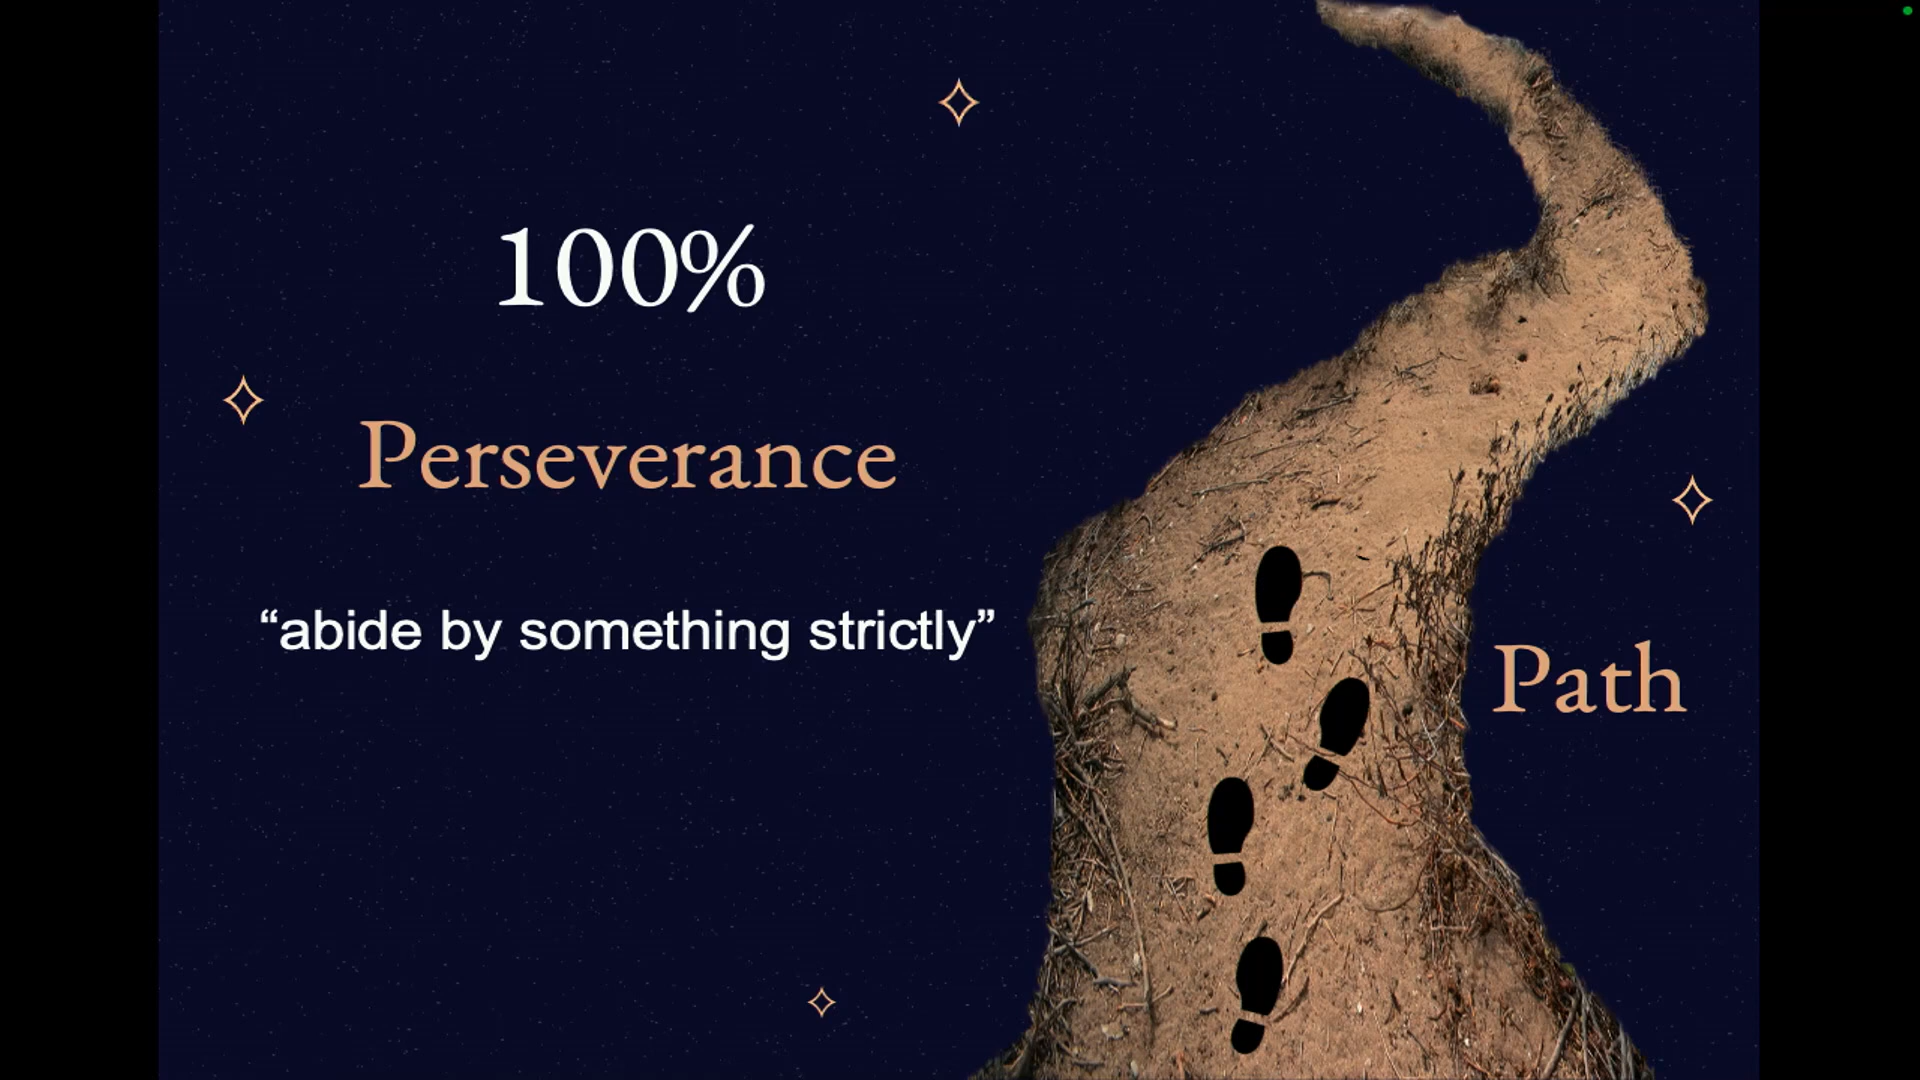 100%
Perseverance
“abide by something strictly”
Path